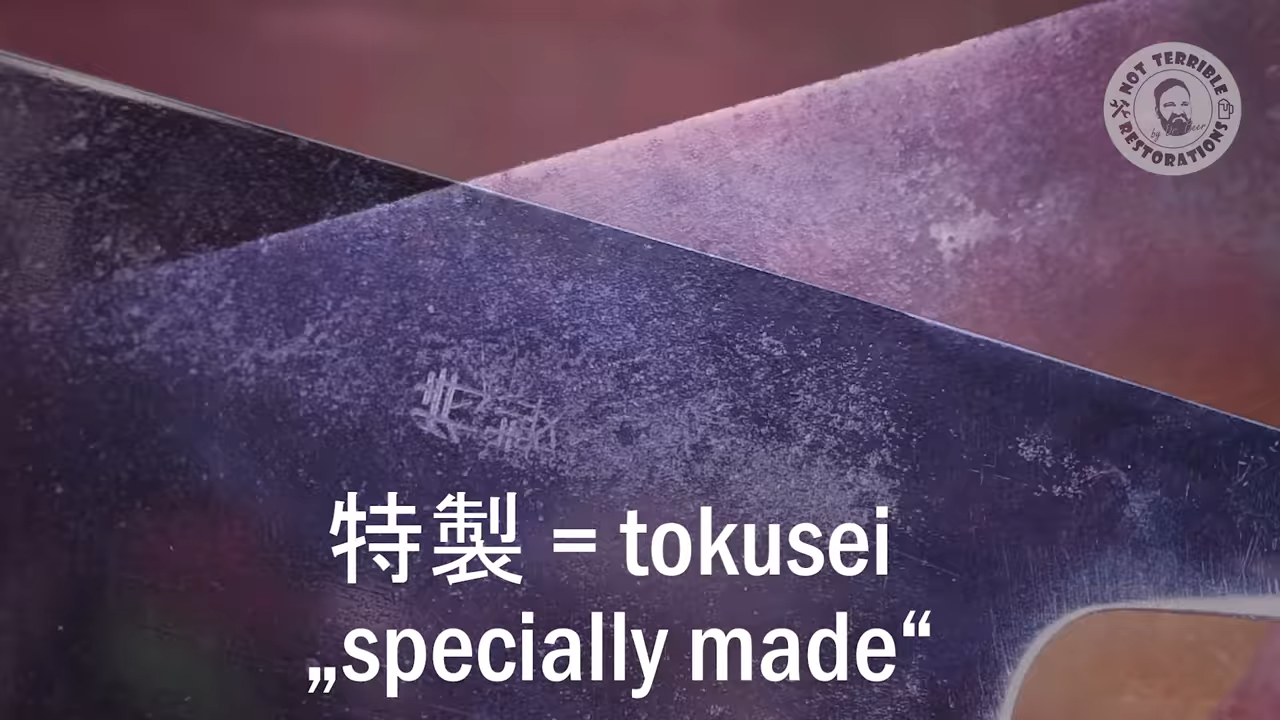 NOT TERRIBLE
RESTORATIONS
特製 = tokusei
„specially made“